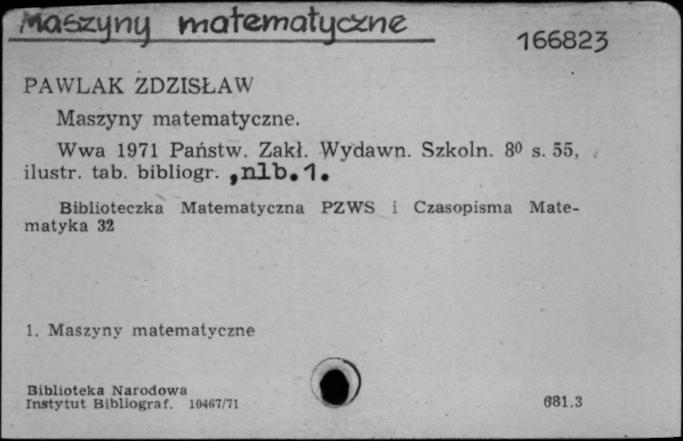 Maszyny matematyczne
166823
PAWLAK ZDZISŁAW
Maszyny matematyczne.
Wwa 1971 Państw. Zakł. Wydawn. Szkoln. 8⁰ s. 55,
ilustr. tab. bibliogr. ,nlb.1.
Biblioteczka Matematyczna PZWS i Czasopisma Mate-
matyka 32
1. Maszyny matematyczne
Biblioteka Narodowa
Instytut Bibliograf. 10467/71
681.3